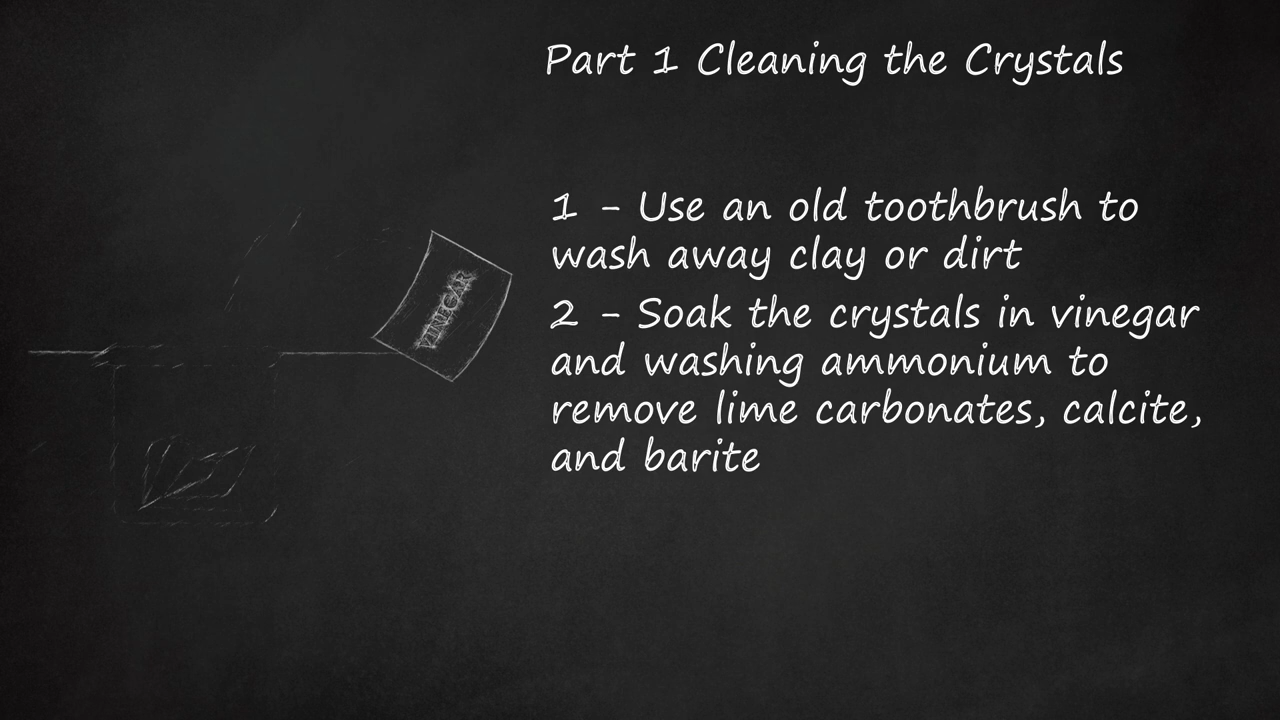 Part 1 Cleaning the Crystals
1 - Use an old toothbrush to
wash away clay or dirt
2 - Soak the crystals in vinegar
and washing ammonium to
remove lime carbonates, calcite,
and barite
VINEGAR